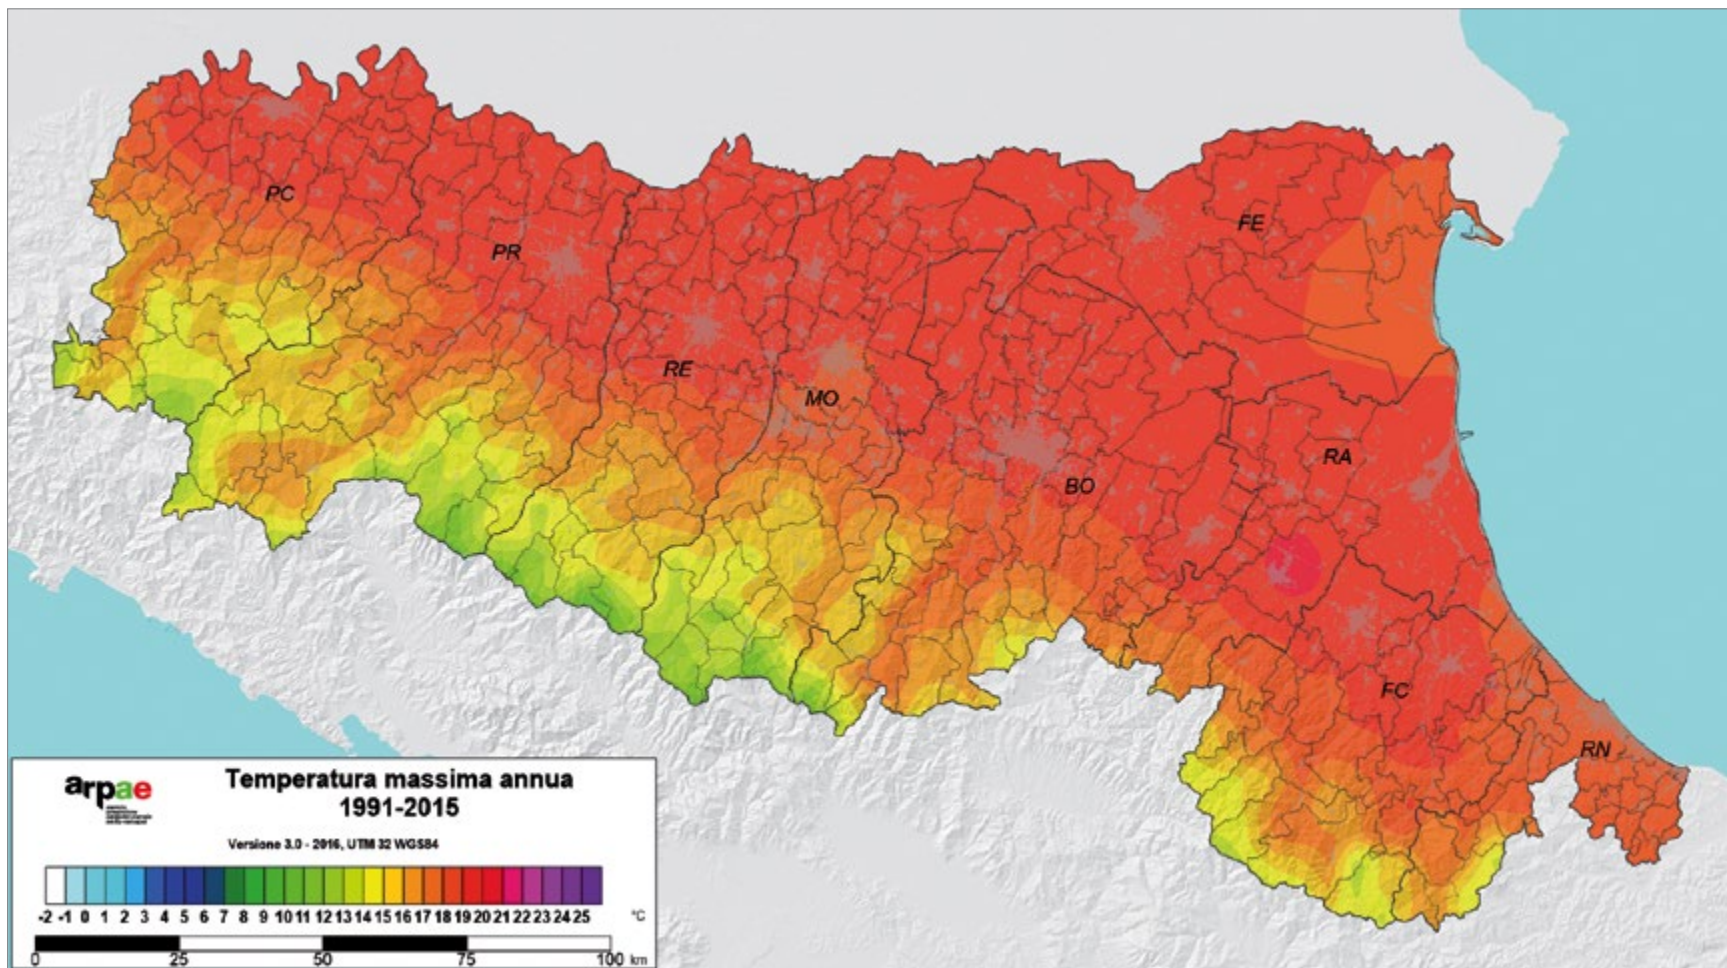 PC
PR
FE
RE
MO
RA
BO
FC
RN
arpae
Temperatura massima annua
1991-2015
Versione 3.0 - 2016, UTM 32 WGS84
-2 -1 0 1 2 3 4 5 6 7 8 9 10 11 12 13 14 15 16 17 18 19 20 21 22 23 24 25 °C
0 25 50 75 100 km